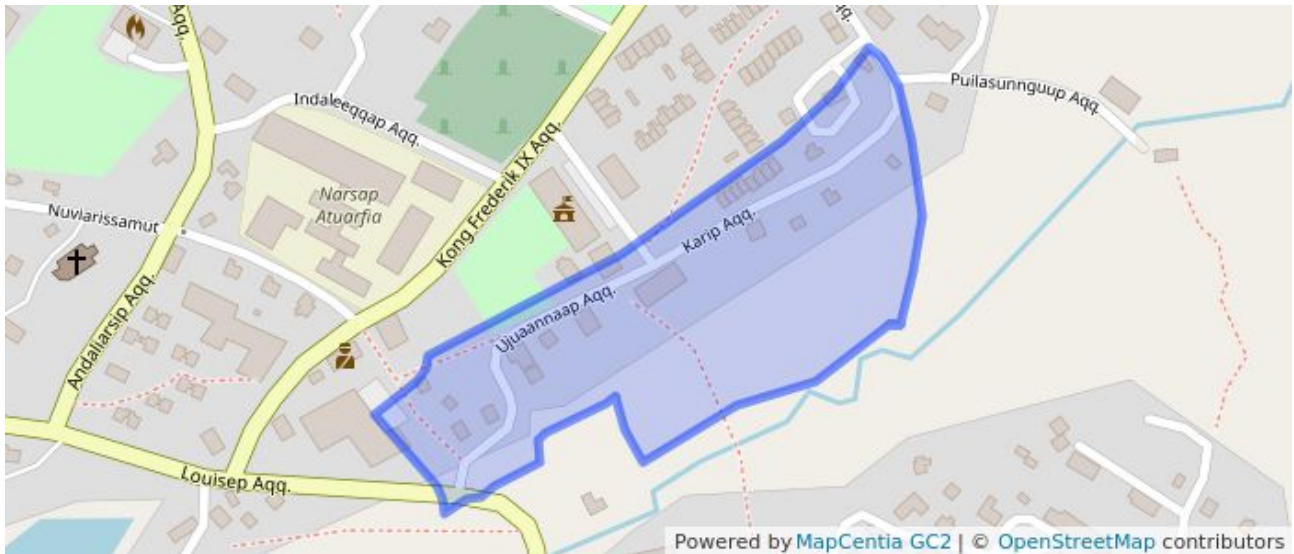 Aqq.
Indaleeqqap Aqq.
Puilasunnguup Aqq.
Narsap
Atuarfia
Kong Frederik IX Aqq.
Nuviarissamut
Karip Aqq.
Andaliarsip Aqq.
Ujuaannaap Aqq.
Louisep Aqq.
Powered by MapCentia GC2 | © OpenStreetMap contributors